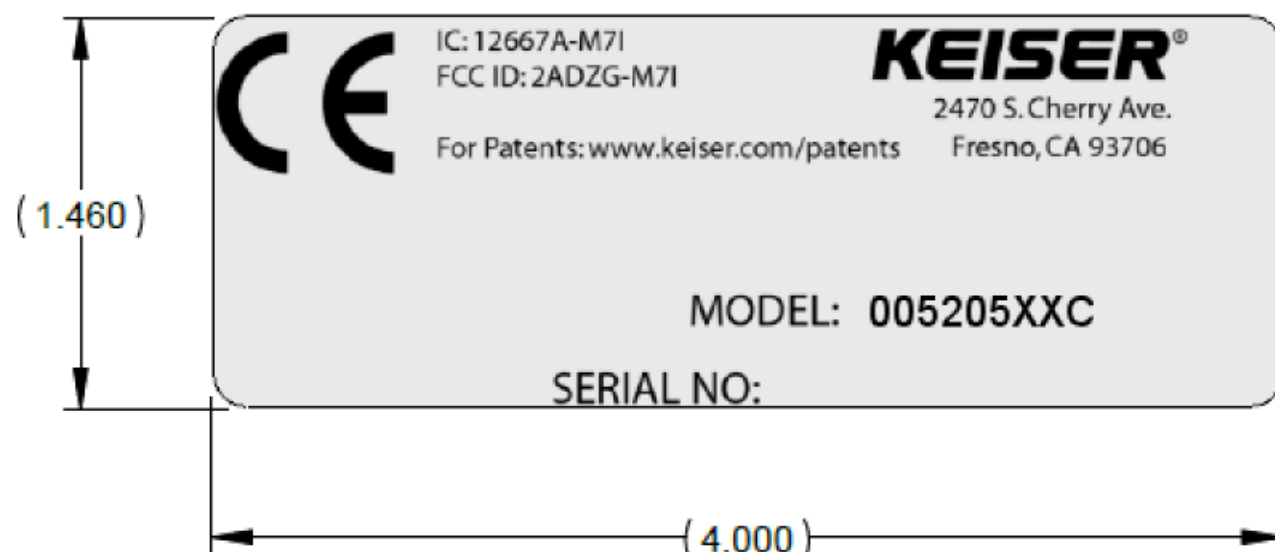 CE
IC: 12667A-M7I
FCC ID: 2ADZG-M7I
For Patents: www.keiser.com/patents
KEISER®
2470 S. Cherry Ave.
Fresno, CA 93706
( 1.460 )
MODEL: 005205XXC
SERIAL NO:
( 4.000 )